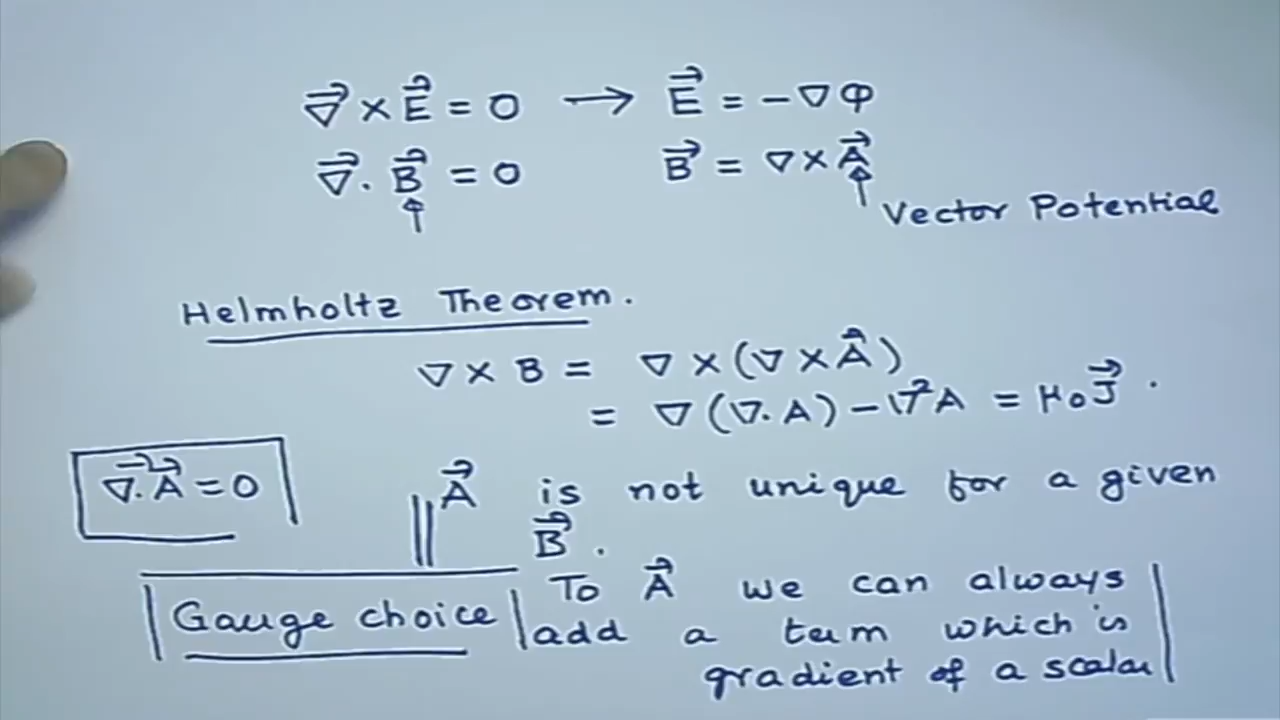 ∇⃗ × E⃗ = 0 → E⃗ = −∇φ
∇⃗ · B⃗ = 0 B⃗ = ∇ × A⃗
Vector Potential
Helmholtz Theorem.
∇ × B = ∇ × (∇ × A⃗)
= ∇(∇.A) − ∇²A = μ₀J⃗.
∇⃗.A⃗ = 0
A⃗ is not unique for a given
B⃗.
Gauge choice
To A⃗ we can always
add a term which is
gradient of a scalar